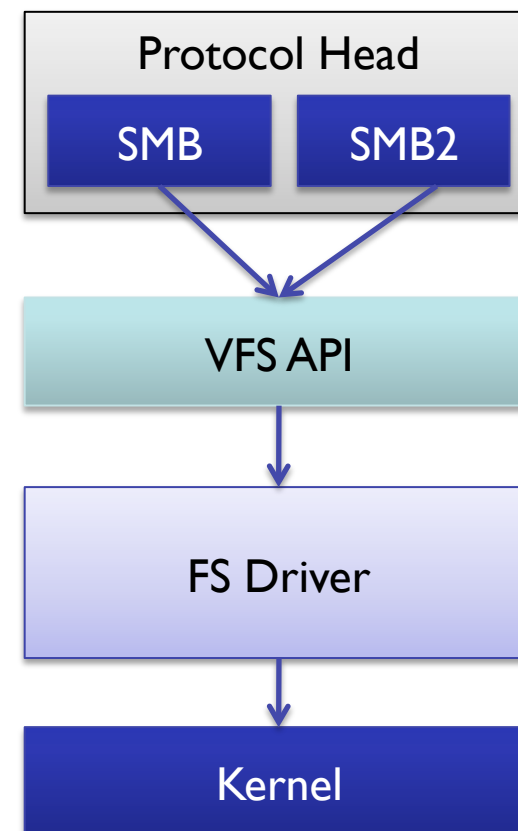 Protocol Head
SMB
SMB2
VFS API
FS Driver
Kernel